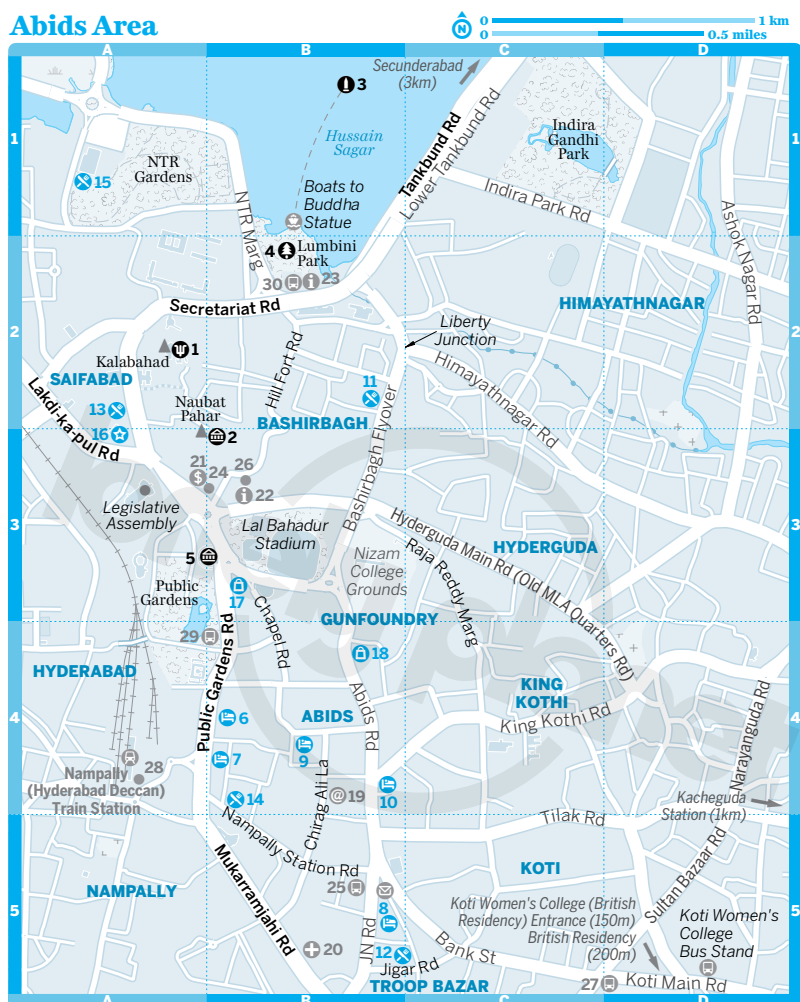 Abids Area
N
0
1 km
0
0.5 miles
A
B
C
D
1
2
3
4
5
1
2
3
4
5
A
B
C
D
Secunderabad
(3km)
3
Hussain
Sagar
Tankbund Rd
Lower Tankbund Rd
Indira
Gandhi
Park
NTR
Gardens
15
Boats to
Buddha
Statue
Indira Park Rd
NTR Marg
Ashok Nagar Rd
4
Lumbini
Park
30
23
Secretariat Rd
HIMAYATHNAGAR
Liberty
Junction
1
Kalabahad
Hill Fort Rd
SAIFABAD
Himayathnagar Rd
Lakdi-ka-pul Rd
11
13
Naubat
Pahar
BASHIRBAGH
16
2
Bashirbagh Flyover
21
24
26
22
Legislative
Assembly
Lal Bahadur
Stadium
Hyderguda Main Rd (Old MLA Quarters Rd)
HYDERGUDA
5
Nizam
College
Grounds
Raja Reddy Marg
Public
Gardens
17
Chapel Rd
GUNFOUNDRY
29
Public Gardens Rd
18
HYDERABAD
KING
KOTHI
Abids Rd
6
ABIDS
King Kothi Rd
Narayanguda Rd
9
7
Nampally
(Hyderabad Deccan)
Train Station
28
Chirag Ali La
14
19
10
Kacheguda
Station (1km)
Tilak Rd
Nampally Station Rd
Sultan Bazaar Rd
Mukarramjahi Rd
KOTI
NAMPALLY
25
8
Koti Women's College (British
Residency) Entrance (150m)
British Residency
(200m)
Koti Women's
College
Bus Stand
JN Rd
Bank St
20
12
Jigar Rd
TROOP BAZAR
27
Koti Main Rd
lonely planet